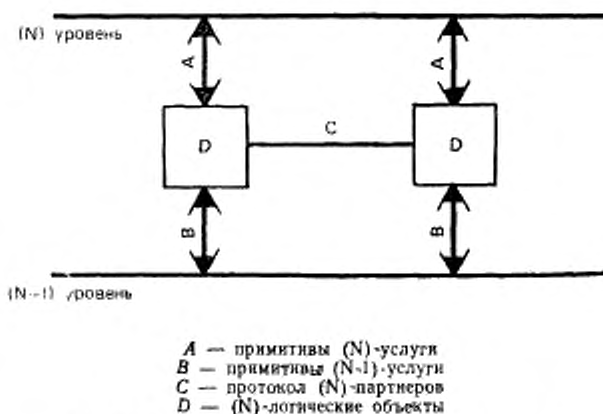 (N) уровень
A
A
D
C
D
B
B
(N-1) уровень
A — примитивы (N)-услуги
B — примитивы (N-1)-услуги
C — протокол (N)-партнеров
D — (N)-логические объекты